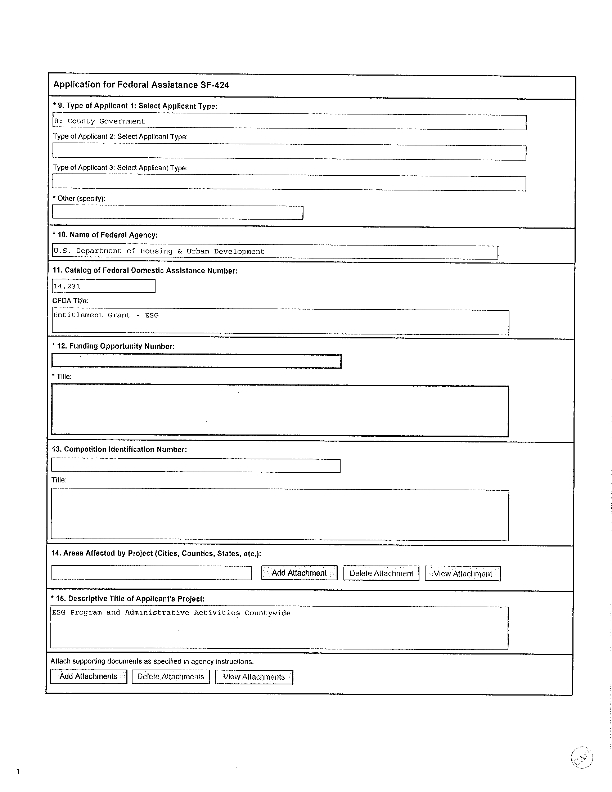 Application for Federal Assistance SF-424
* 9. Type of Applicant 1: Select Applicant Type:
B: County Government
Type of Applicant 2: Select Applicant Type:
Type of Applicant 3: Select Applicant Type:
* Other (specify):
* 10. Name of Federal Agency:
U.S. Department of Housing & Urban Development
11. Catalog of Federal Domestic Assistance Number:
14.231
CFDA Title:
Entitlement Grant - ESG
* 12. Funding Opportunity Number:
* Title:
13. Competition Identification Number:
Title:
14. Areas Affected by Project (Cities, Counties, States, etc.):
Add Attachment Delete Attachment View Attachment
* 15. Descriptive Title of Applicant's Project:
ESG Program and Administrative Activities Countywide
Attach supporting documents as specified in agency instructions.
Add Attachments Delete Attachments View Attachments
1